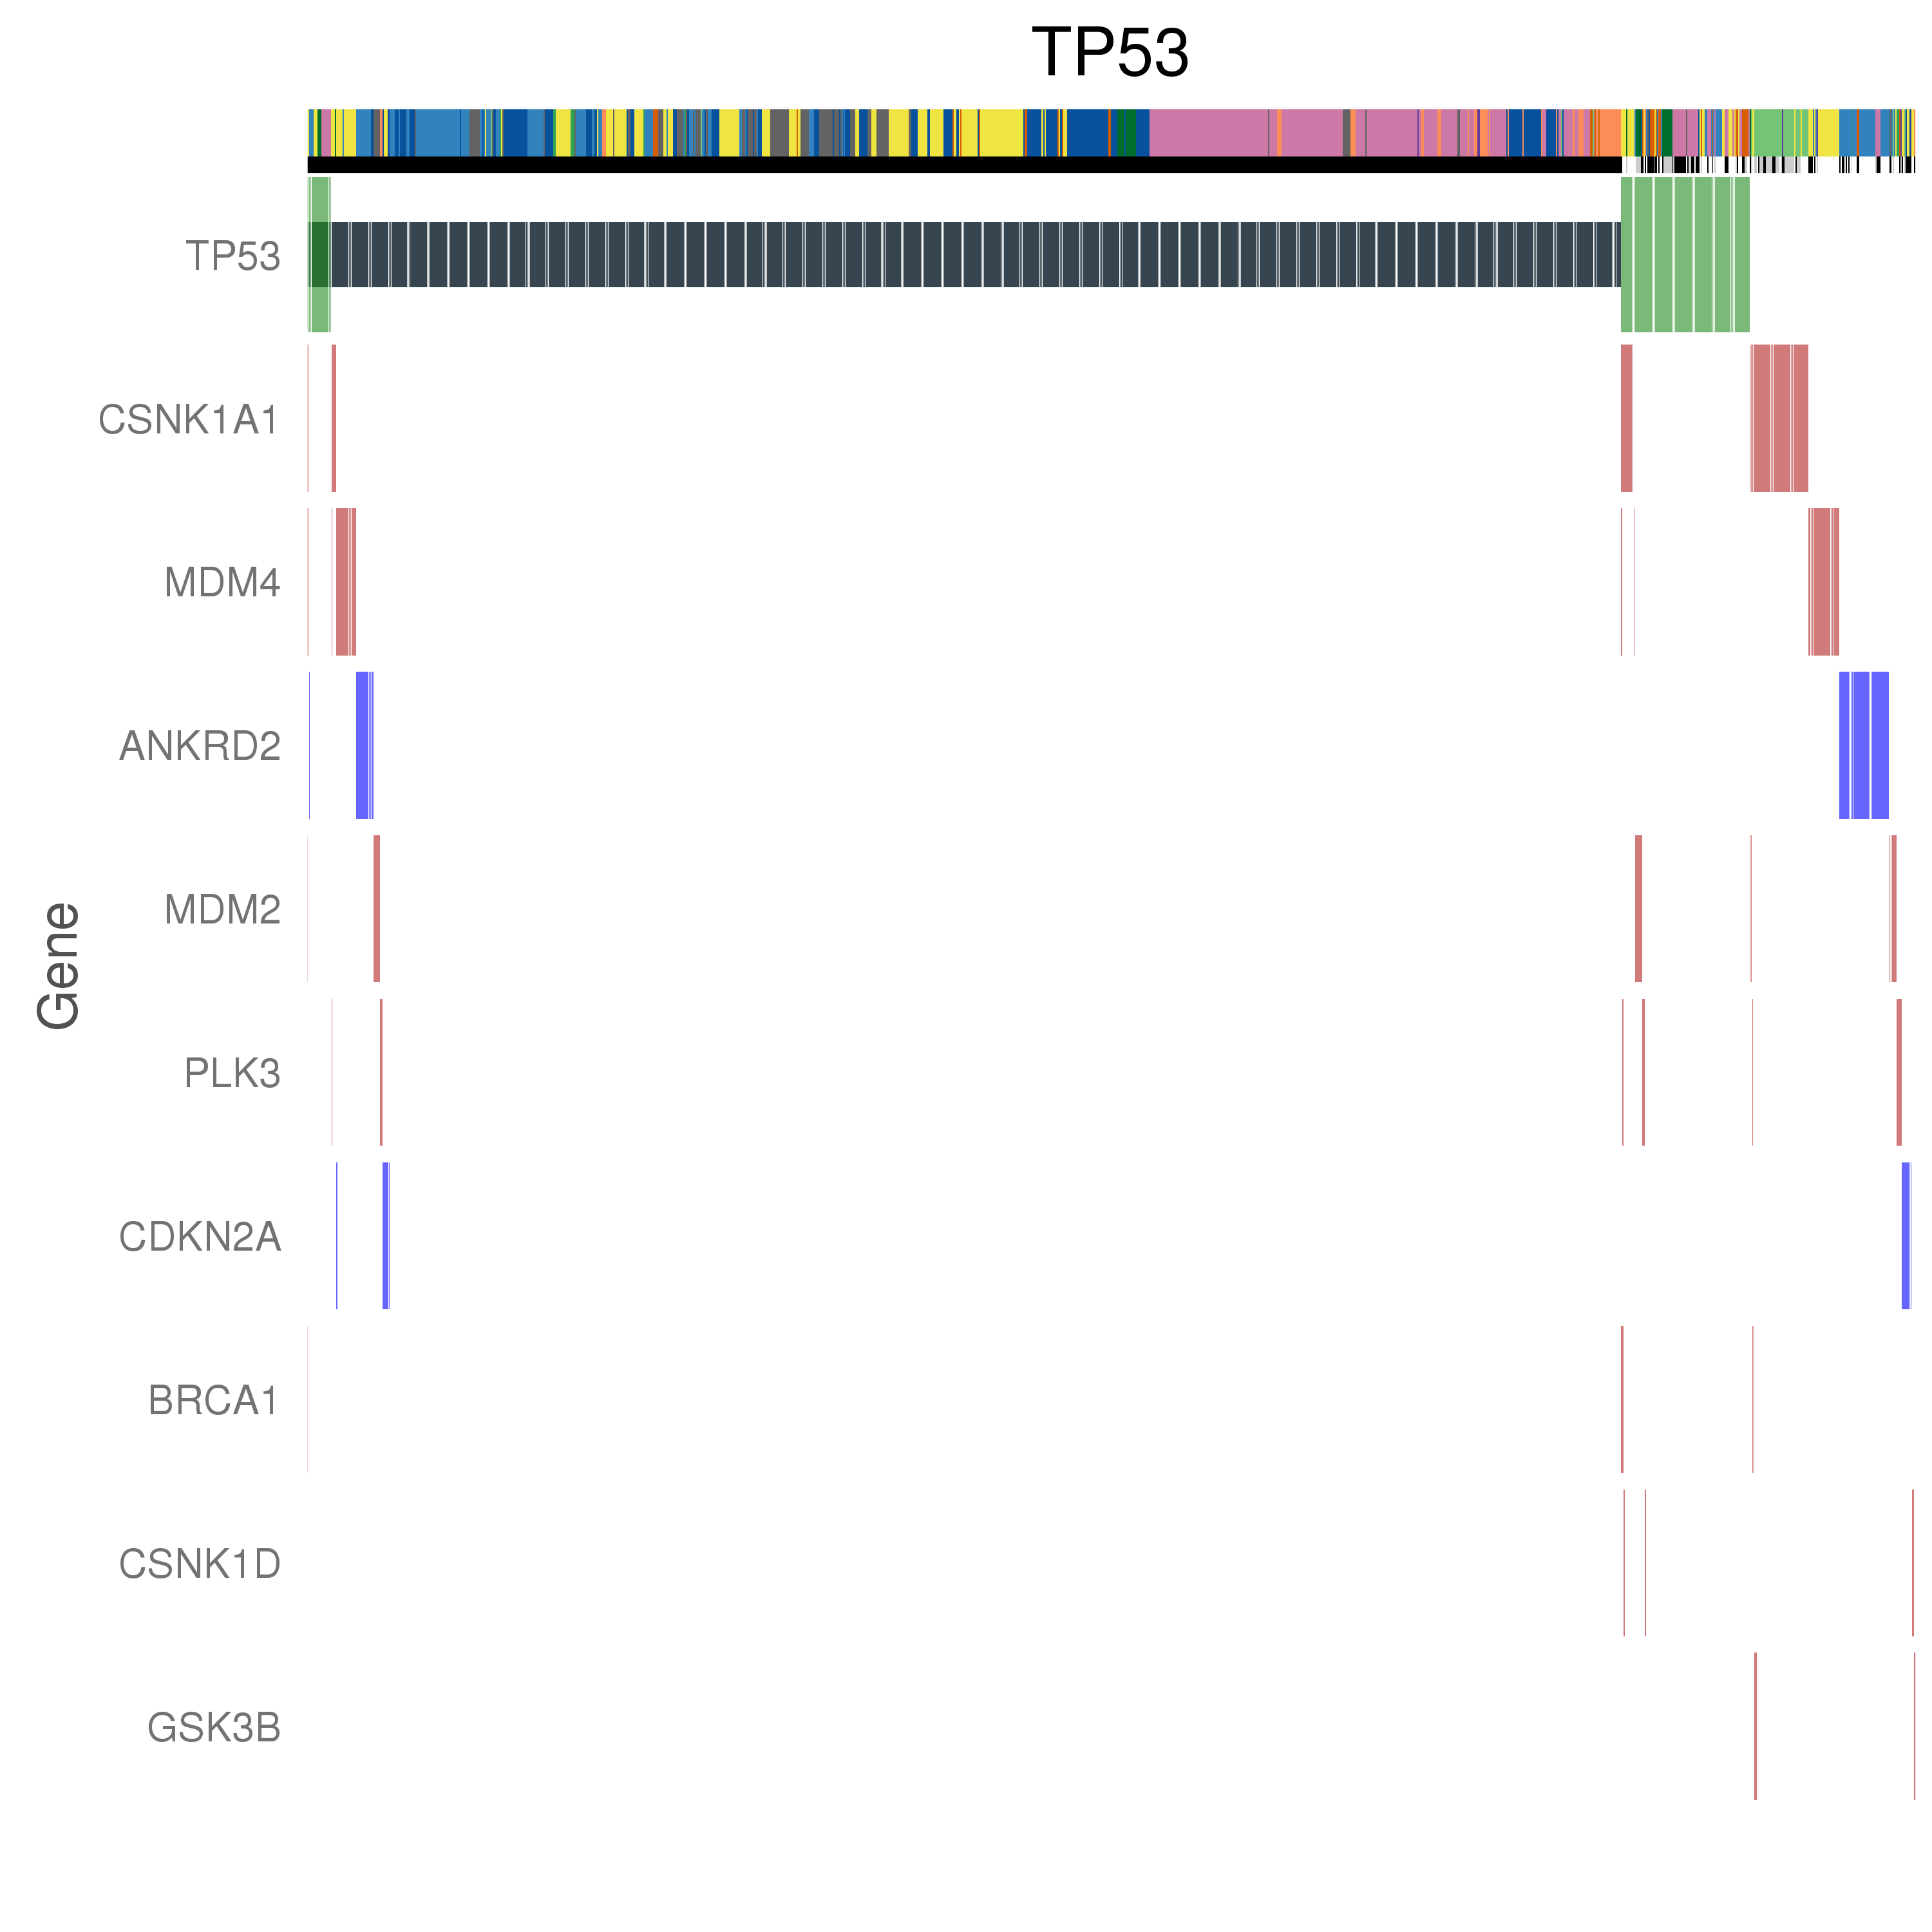 TP53
TP53
CSNK1A1
MDM4
ANKRD2
MDM2
Gene
PLK3
CDKN2A
BRCA1
CSNK1D
GSK3B